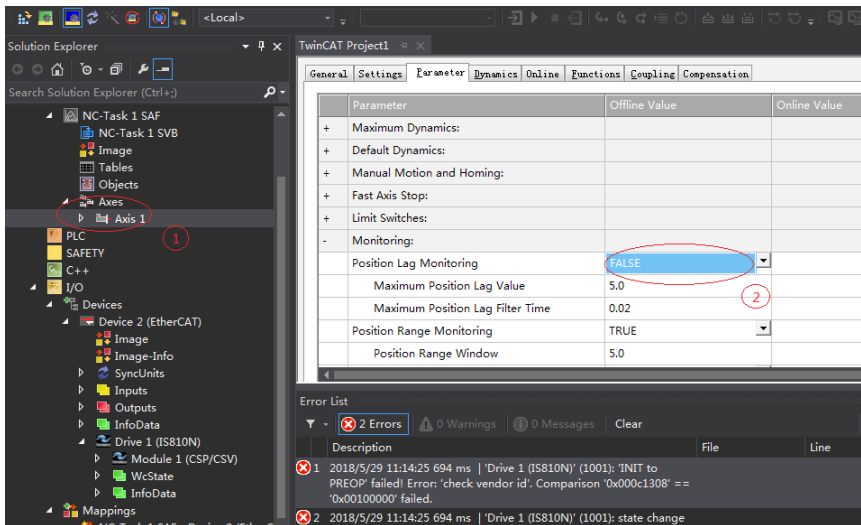 <Local>
Solution Explorer
Search Solution Explorer (Ctrl+;)
NC-Task 1 SAF
NC-Task 1 SVB
Image
Tables
Objects
Axes
Axis 1
1
PLC
SAFETY
C++
I/O
Devices
Device 2 (EtherCAT)
Image
Image-Info
SyncUnits
Inputs
Outputs
InfoData
Drive 1 (IS810N)
Module 1 (CSP/CSV)
WcState
InfoData
Mappings
TwinCAT Project1
General Settings Parameter Dynamics Online Functions Coupling Compensation
Parameter Offline Value Online Value
+ Maximum Dynamics:
+ Default Dynamics:
+ Manual Motion and Homing:
+ Fast Axis Stop:
+ Limit Switches:
- Monitoring:
Position Lag Monitoring FALSE
Maximum Position Lag Value 5.0
2
Maximum Position Lag Filter Time 0.02
Position Range Monitoring TRUE
Position Range Window 5.0
Error List
2 Errors 0 Warnings 0 Messages Clear
Description File Line
1 2018/5/29 11:14:25 694 ms | 'Drive 1 (IS810N)' (1001): 'INIT to
PREOP' failed! Error: 'check vendor id'. Comparison '0x000c1308' ==
'0x00100000' failed.
2 2018/5/29 11:14:25 694 ms | 'Drive 1 (IS810N)' (1001): state change